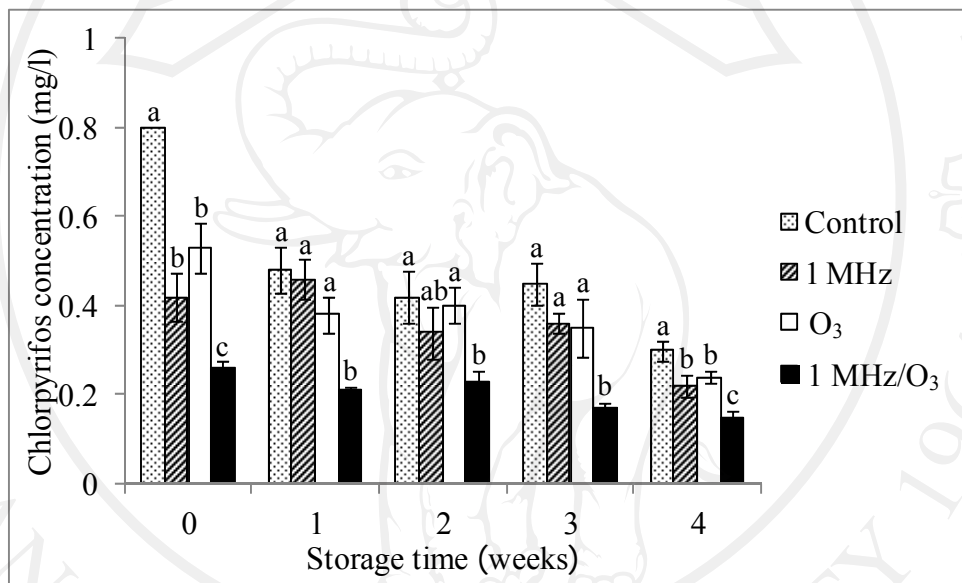 Chlorpyrifos concentration (mg/l)
1
0.8
0.6
0.4
0.2
0
a
b
b
c
a
a
a
b
a
ab
a
b
a
a
a
b
a
b
b
c
0 1 2 3 4
Storage time (weeks)
Control
1 MHz
O₃
1 MHz/O₃